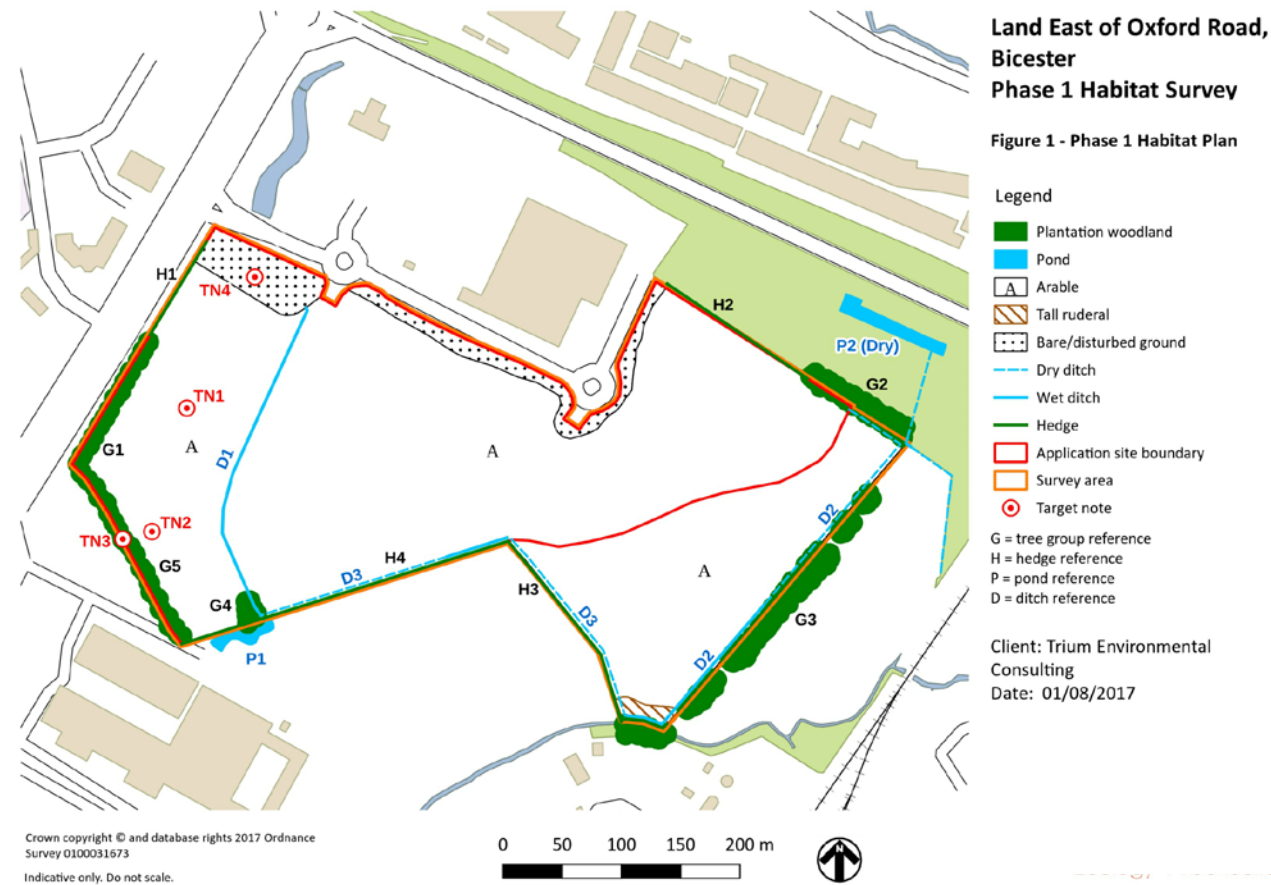 Land East of Oxford Road,
Bicester
Phase 1 Habitat Survey
Figure 1 - Phase 1 Habitat Plan
Legend
Plantation woodland
Pond
A Arable
Tall ruderal
Bare/disturbed ground
Dry ditch
Wet ditch
Hedge
Application site boundary
Survey area
Target note
G = tree group reference
H = hedge reference
P = pond reference
D = ditch reference
Client: Trium Environmental
Consulting
Date: 01/08/2017
H1
TN4
H2
P2 (Dry)
G2
TN1
G1
A
D1
A
TN2
TN3
G5
D2
H4
D3
A
H3
G4
D3
G3
P1
D2
Crown copyright © and database rights 2017 Ordnance
Survey 0100031673
Indicative only. Do not scale.
0 50 100 150 200 m
N